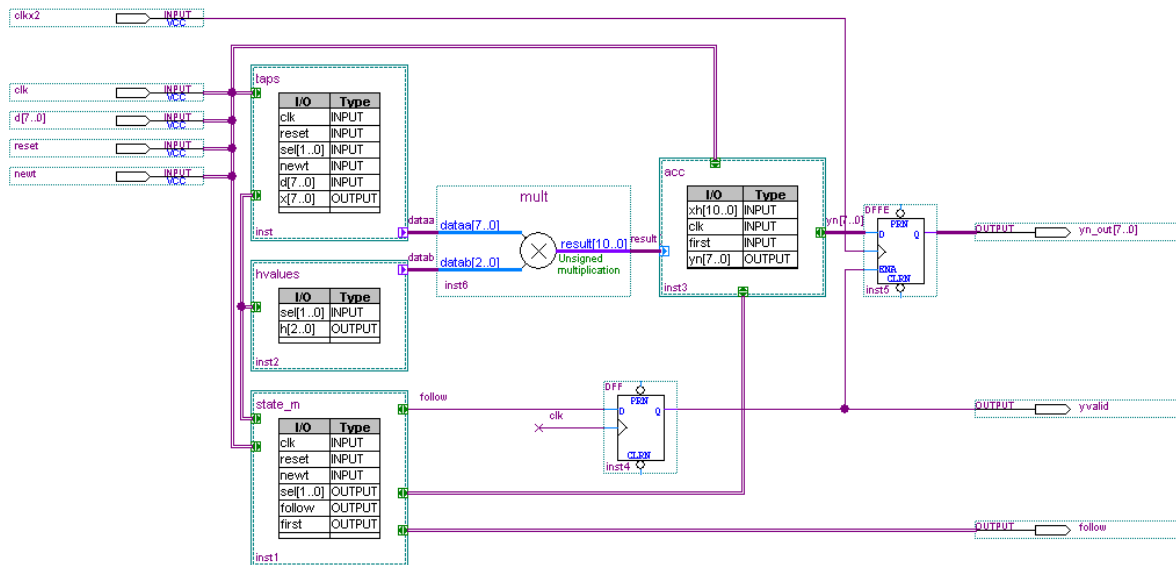 clkx2 INPUT VCC
clk INPUT VCC
d[7..0] INPUT VCC
reset INPUT VCC
newt INPUT VCC
taps
I/O Type
clk INPUT
reset INPUT
sel[1..0] INPUT
newt INPUT
d[7..0] INPUT
x[7..0] OUTPUT
inst
hvalues
I/O Type
sel[1..0] INPUT
h[2..0] OUTPUT
inst2
state_m
I/O Type
clk INPUT
reset INPUT
newt INPUT
sel[1..0] OUTPUT
follow OUTPUT
first OUTPUT
inst1
mult
dataa dataa[7..0]
result[10..0] result
Unsigned multiplication
datab datab[2..0]
inst6
acc
I/O Type
xh[10..0] INPUT
clk INPUT
first INPUT
yn[7..0] OUTPUT
inst3
yn[7..0]
DFFE
PRN
D Q
ENA
CLRN
inst5
OUTPUT yn_out[7..0]
follow
clk
DFF
PRN
D Q
CLRN
inst4
OUTPUT yvalid
OUTPUT follow